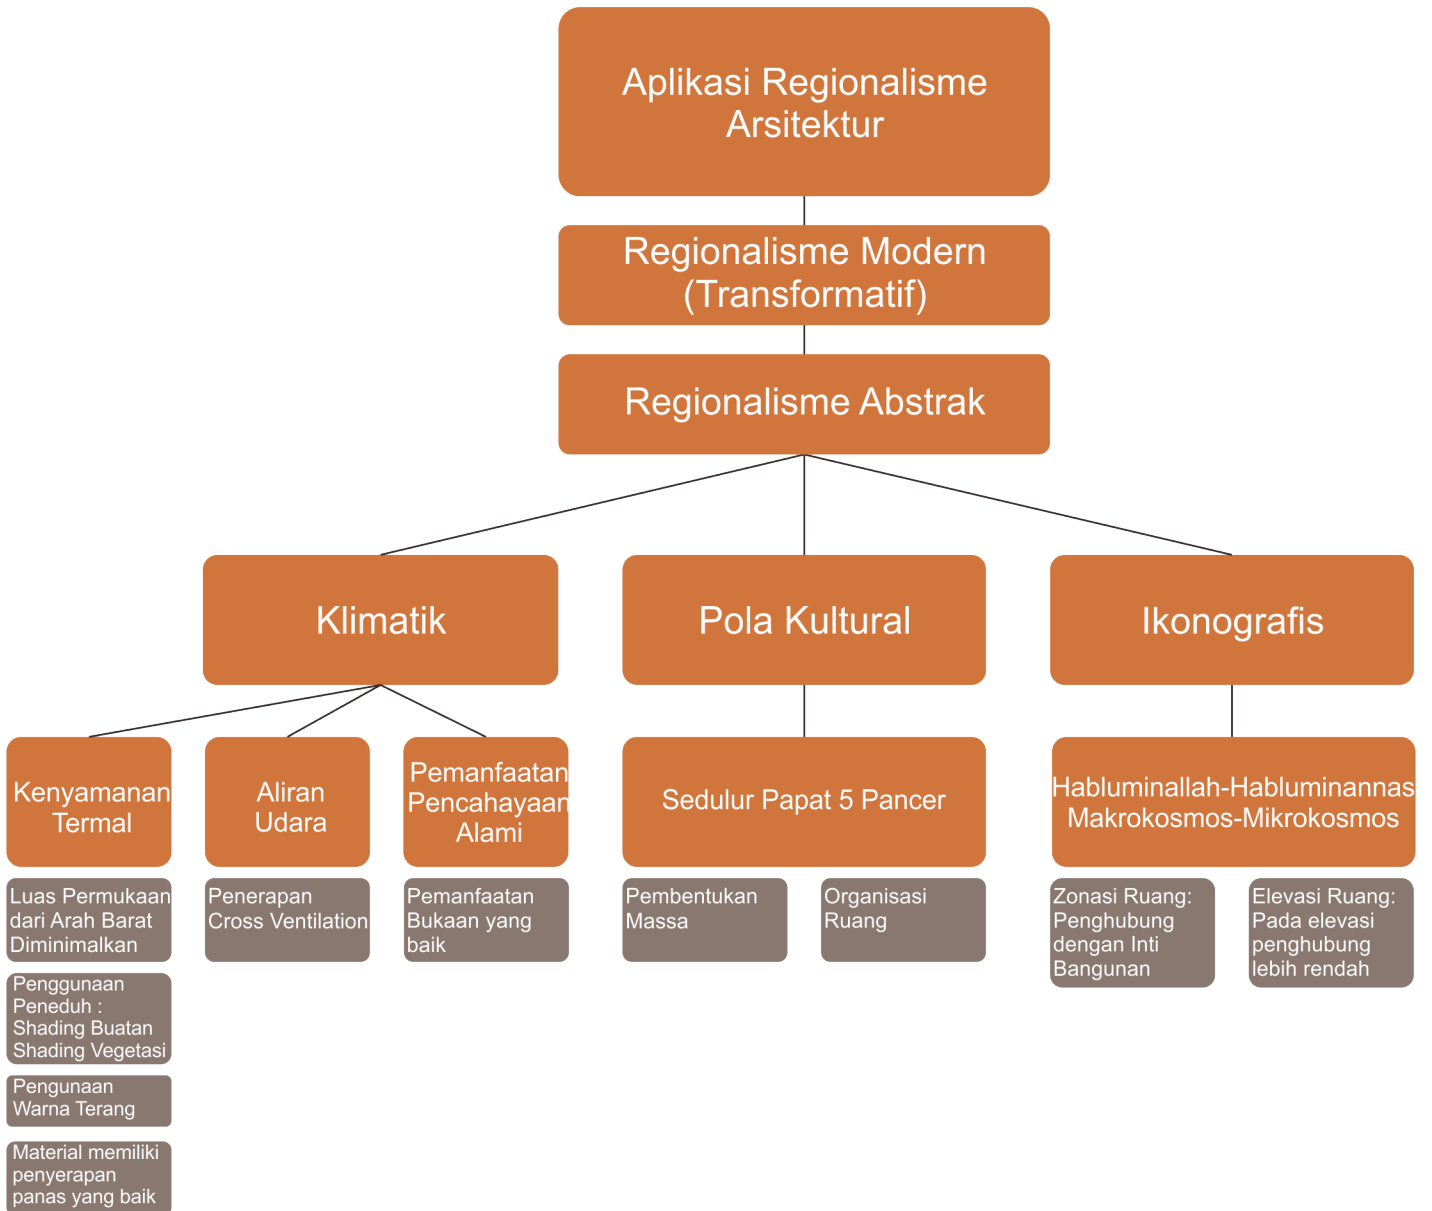 Aplikasi Regionalisme
Arsitektur
Regionalisme Modern
(Transformatif)
Regionalisme Abstrak
Klimatik
Pola Kultural
Ikonografis
Kenyamanan
Termal
Aliran
Udara
Pemanfaatan
Pencahayaan
Alami
Sedulur Papat 5 Pancer
Habluminallah-Habluminannas
Makrokosmos-Mikrokosmos
Luas Permukaan
dari Arah Barat
Diminimalkan
Penerapan
Cross Ventilation
Pemanfaatan
Bukaan yang
baik
Pembentukan
Massa
Organisasi
Ruang
Zonasi Ruang:
Penghubung
dengan Inti
Bangunan
Elevasi Ruang:
Pada elevasi
penghubung
lebih rendah
Penggunaan
Peneduh :
Shading Buatan
Shading Vegetasi
Pengunaan
Warna Terang
Material memiliki
penyerapan
panas yang baik